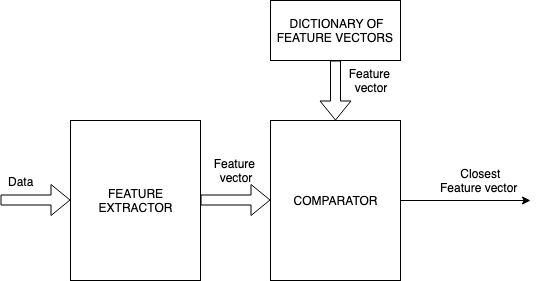 DICTIONARY OF
FEATURE VECTORS
Feature
vector
Data
FEATURE
EXTRACTOR
Feature
vector
COMPARATOR
Closest
Feature vector